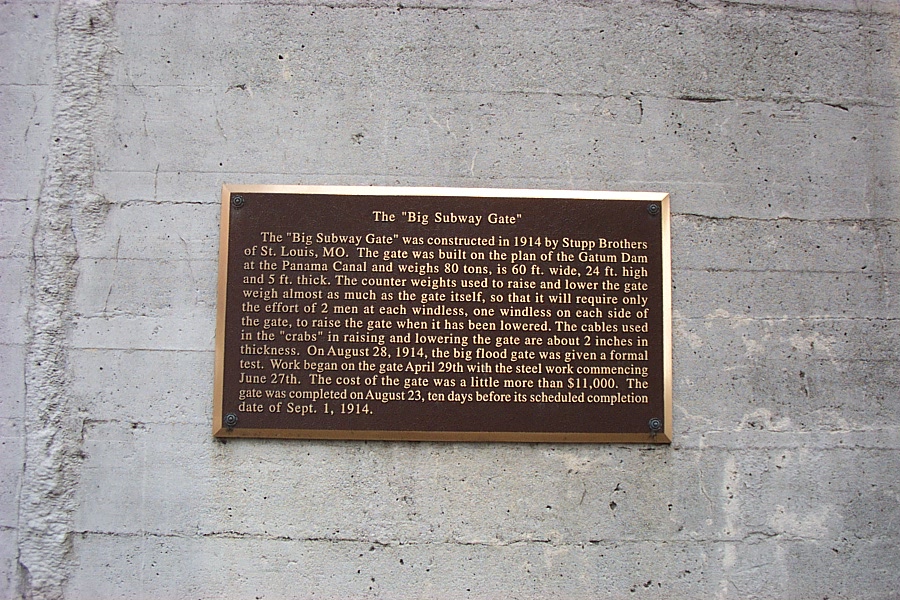 The "Big Subway Gate"
The "Big Subway Gate" was constructed in 1914 by Stupp Brothers
of St. Louis, MO. The gate was built on the plan of the Gatum Dam
at the Panama Canal and weighs 80 tons, is 60 ft. wide, 24 ft. high
and 5 ft. thick. The counter weights used to raise and lower the gate
weigh almost as much as the gate itself, so that it will require only
the effort of 2 men at each windless, one windless on each side of
the gate, to raise the gate when it has been lowered. The cables used
in the "crabs" in raising and lowering the gate are about 2 inches in
thickness. On August 28, 1914, the big flood gate was given a formal
test. Work began on the gate April 29th with the steel work commencing
June 27th. The cost of the gate was a little more than $11,000. The
gate was completed on August 23, ten days before its scheduled completion
date of Sept. 1, 1914.